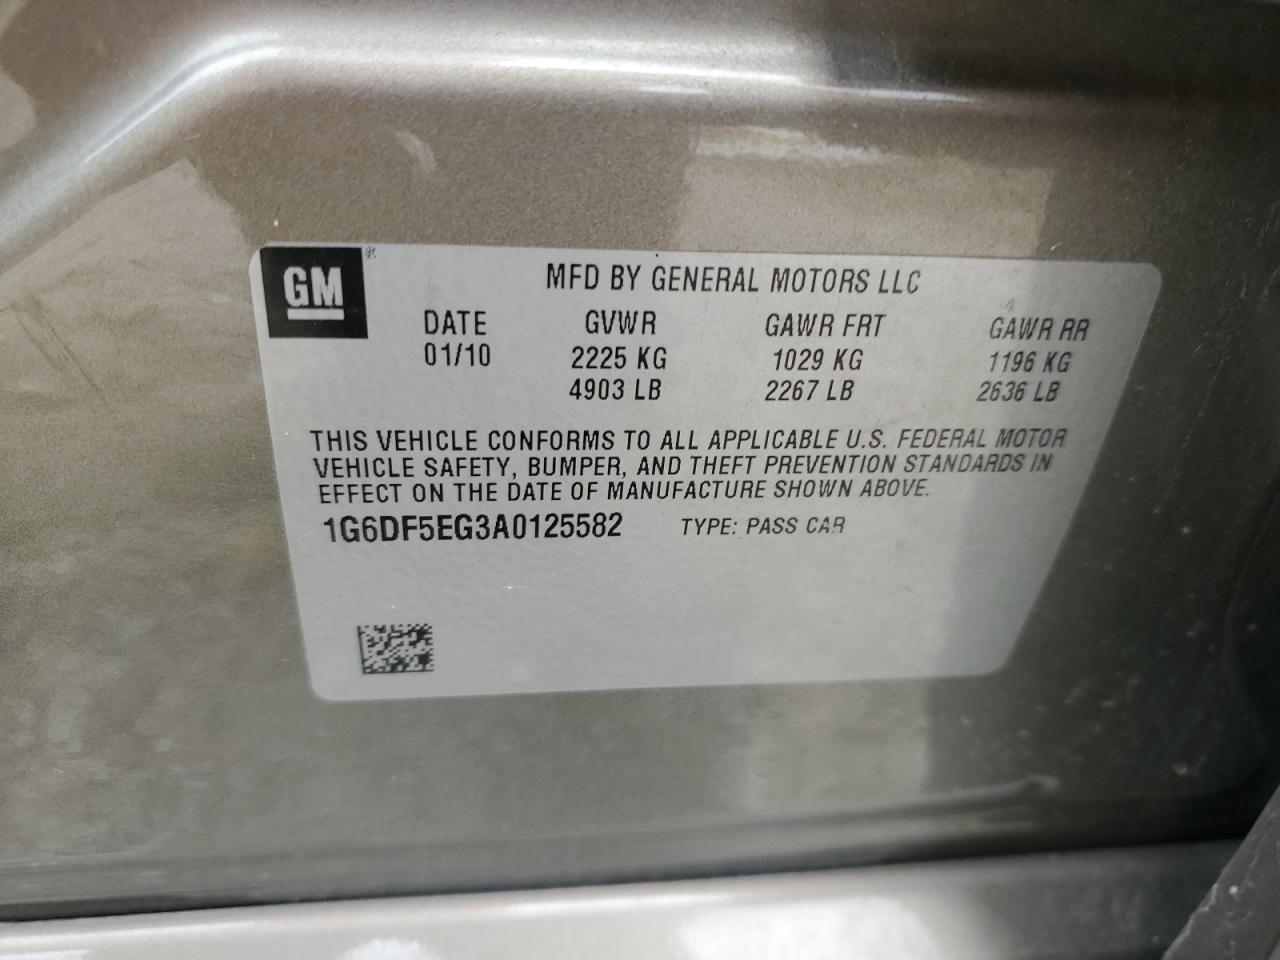 GM ®
MFD BY GENERAL MOTORS LLC
DATE GVWR GAWR FRT GAWR RR
01/10 2225 KG 1029 KG 1196 KG
4903 LB 2267 LB 2636 LB
THIS VEHICLE CONFORMS TO ALL APPLICABLE U.S. FEDERAL MOTOR
VEHICLE SAFETY, BUMPER, AND THEFT PREVENTION STANDARDS IN
EFFECT ON THE DATE OF MANUFACTURE SHOWN ABOVE.
1G6DF5EG3A0125582 TYPE: PASS CAR